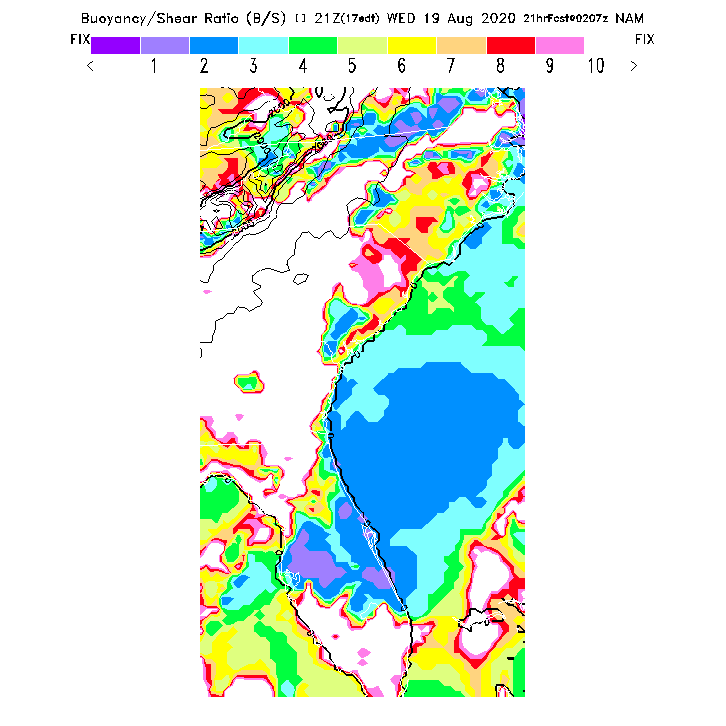 Buoyancy/Shear Ratio (B/S) [] 21Z(17edt) WED 19 Aug 2020 21hrFcst@0207z NAM
FIX FIX
< 1 2 3 4 5 6 7 8 9 10 >